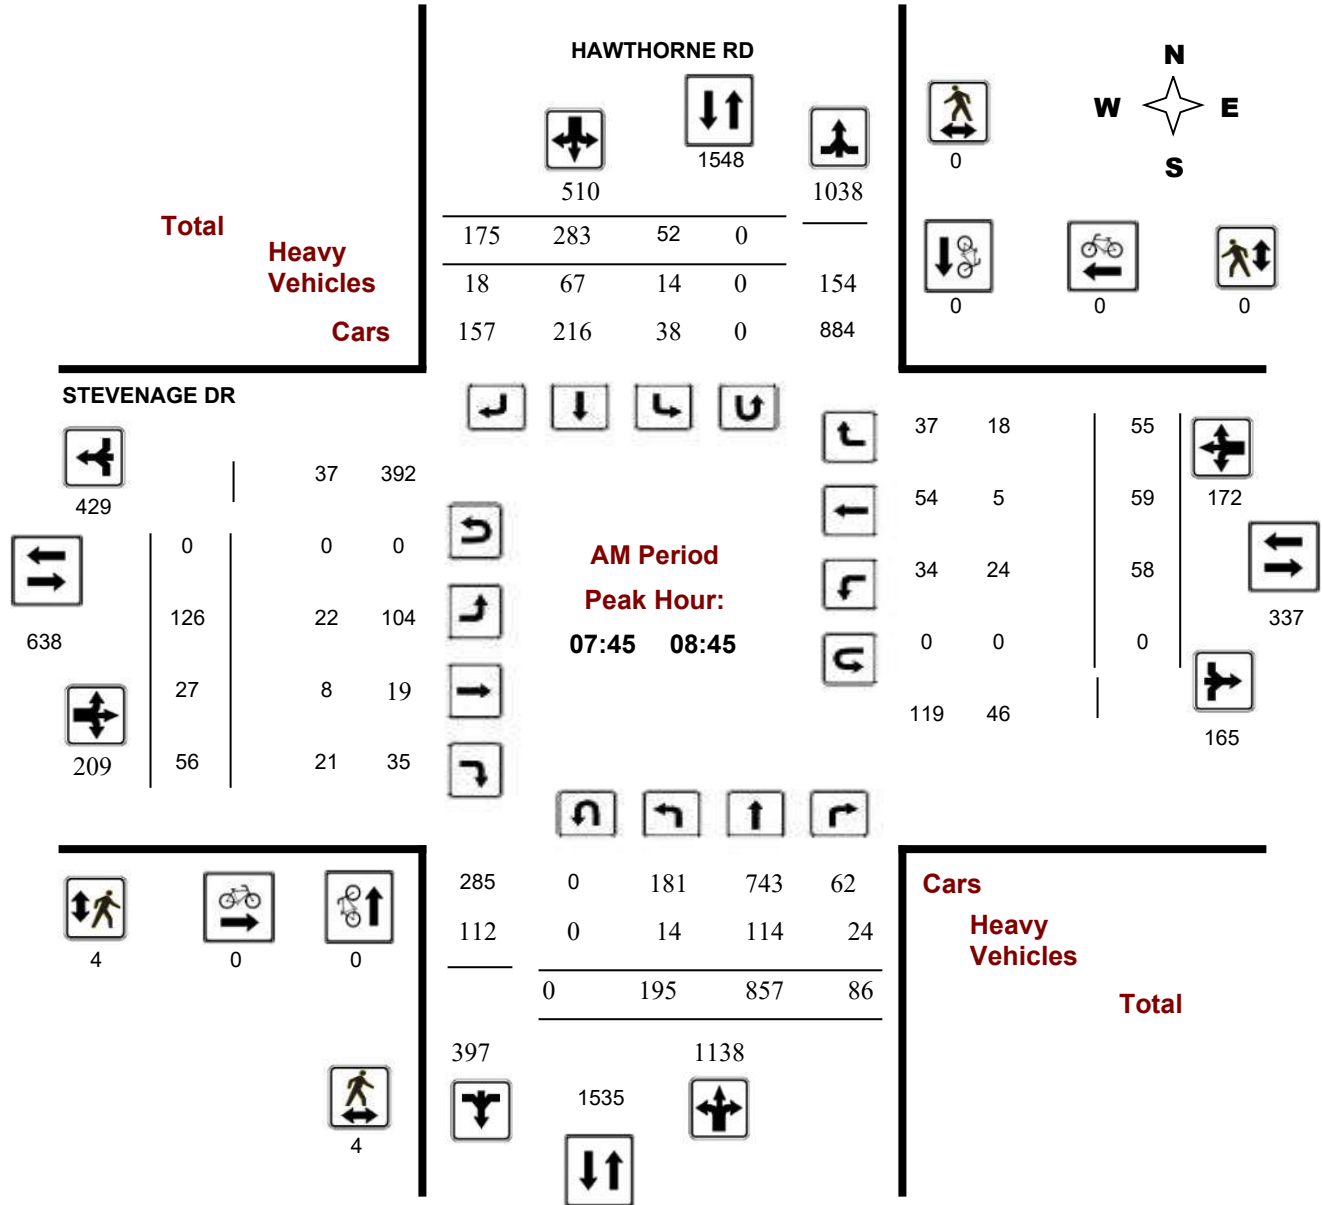 HAWTHORNE RD
N
W E
S
1548
0
510 1038
Total
175 283 52 0
Heavy
Vehicles
18 67 14 0 154
0 0 0
Cars
157 216 38 0 884
STEVENAGE DR
37 18 55
37 392
429
54 5 59 172
0 0 0
AM Period
34 24 58
Peak Hour:
126 22 104
337
638
07:45 08:45
0 0 0
27 8 19
119 46
165
209 56 21 35
285 0 181 743 62
Cars
112 0 14 114 24
Heavy
Vehicles
4 0 0
0 195 857 86
Total
397 1138
1535
4